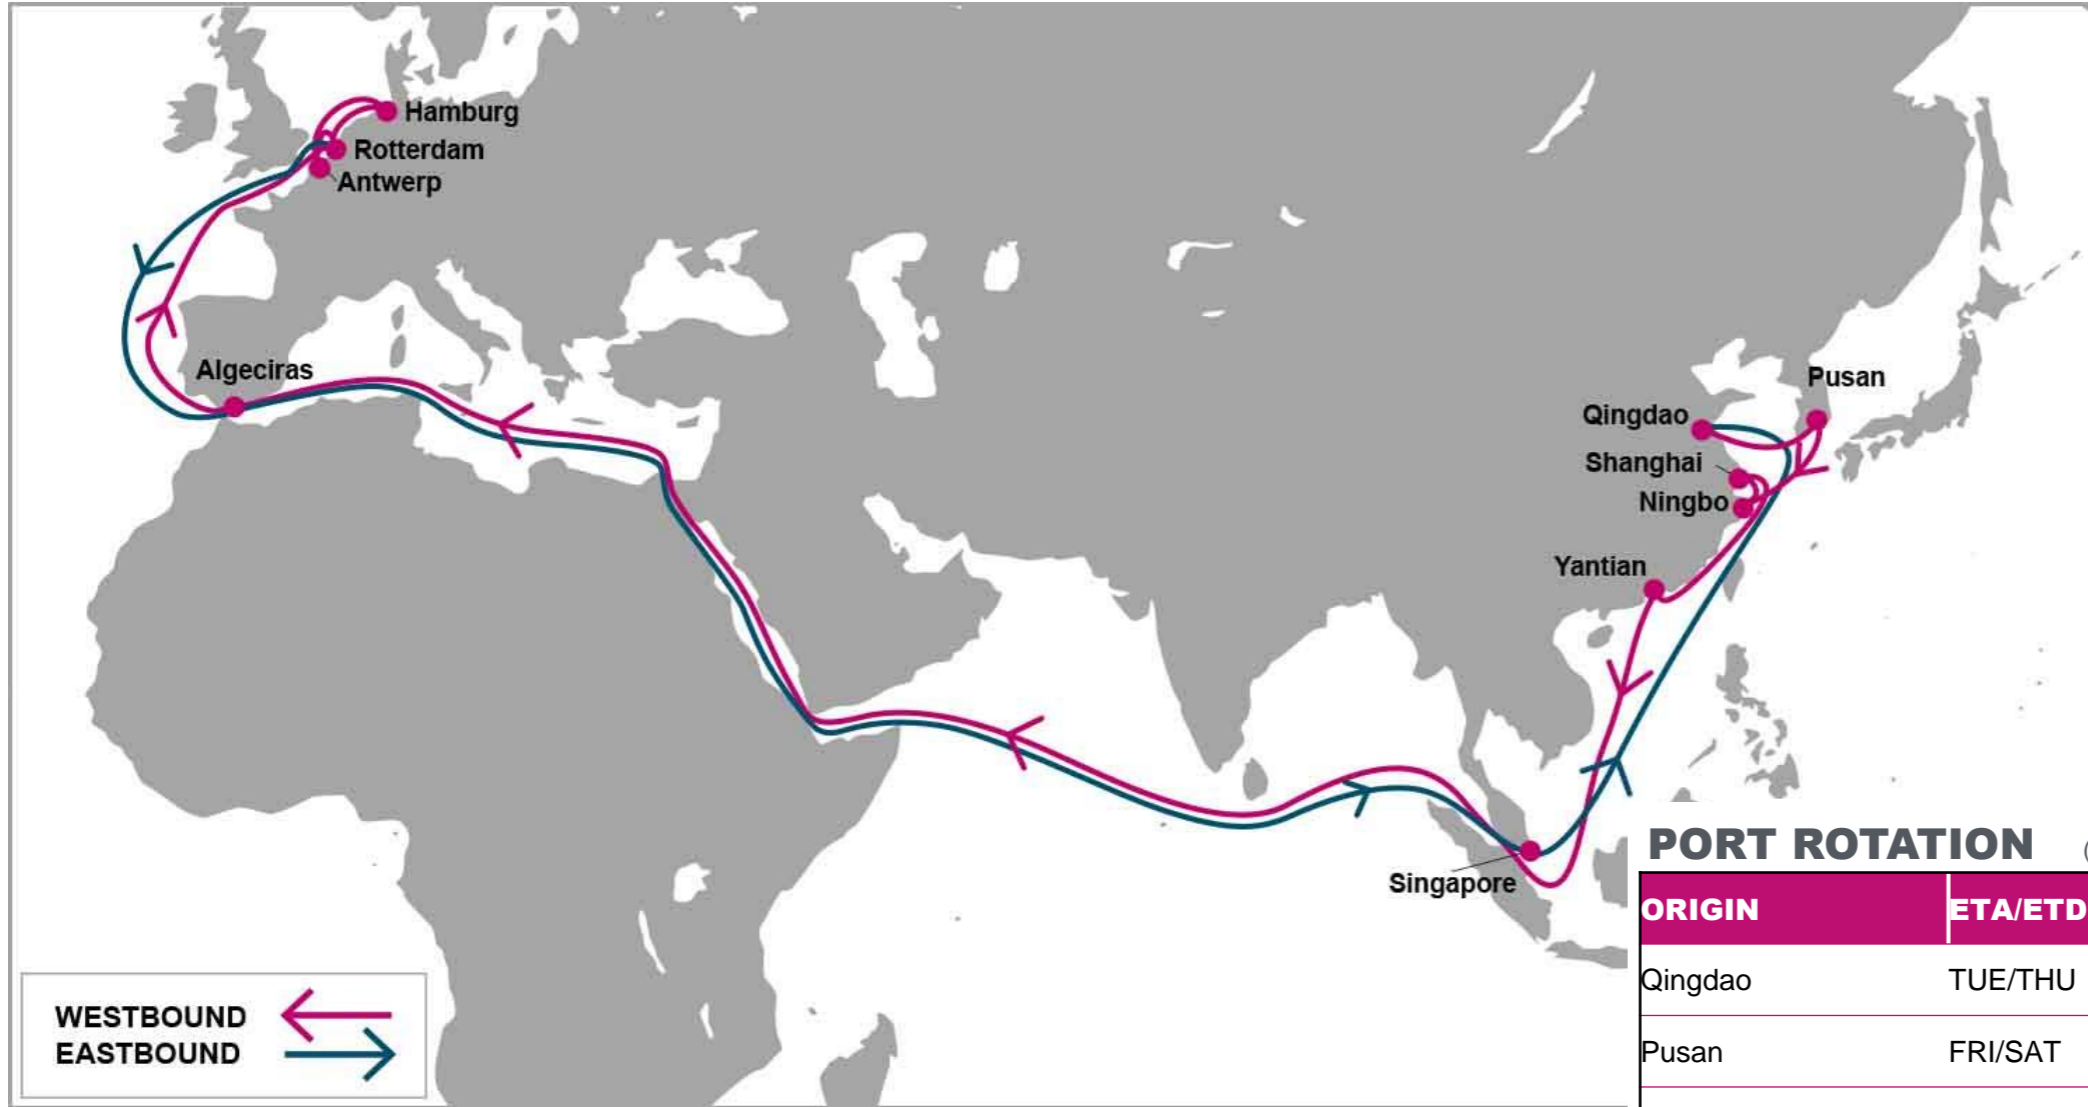 Hamburg
Rotterdam
Antwerp
Algeciras
Pusan
Qingdao
Shanghai
Ningbo
Yantian
Singapore
WESTBOUND
EASTBOUND
PORT ROTATION (
ORIGIN ETA/ETD
Qingdao TUE/THU
Pusan FRI/SAT